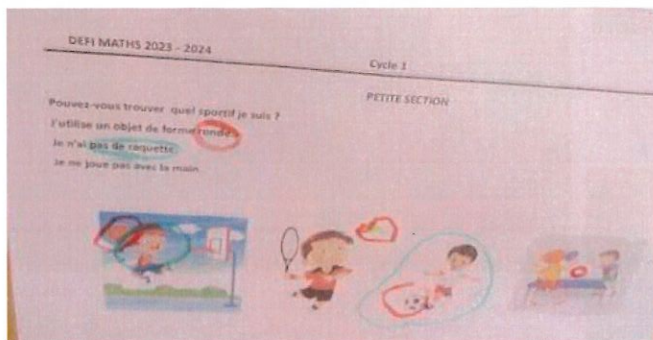 DEFI MATHS 2023 - 2024
Cycle 1
PETITE SECTION
Pouvez-vous trouver quel sportif je suis ?
J'utilise un objet de forme ronde.
Je n'ai pas de raquette.
Je ne joue pas avec la main.